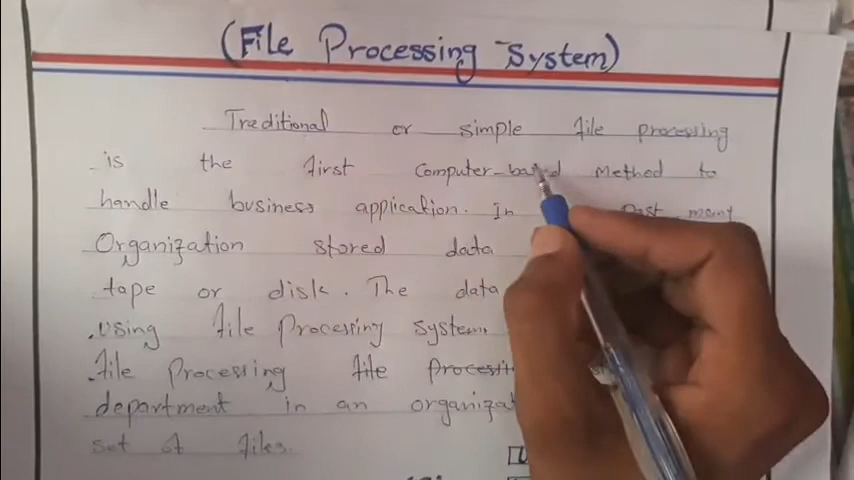 (File Processing System)
Traditional or simple file processing
is the first Computer-based Method to
handle business application. In Past many
Organization stored data
tape or disk. The data
using file Processing system.
file Processing file
department in an
set of files.